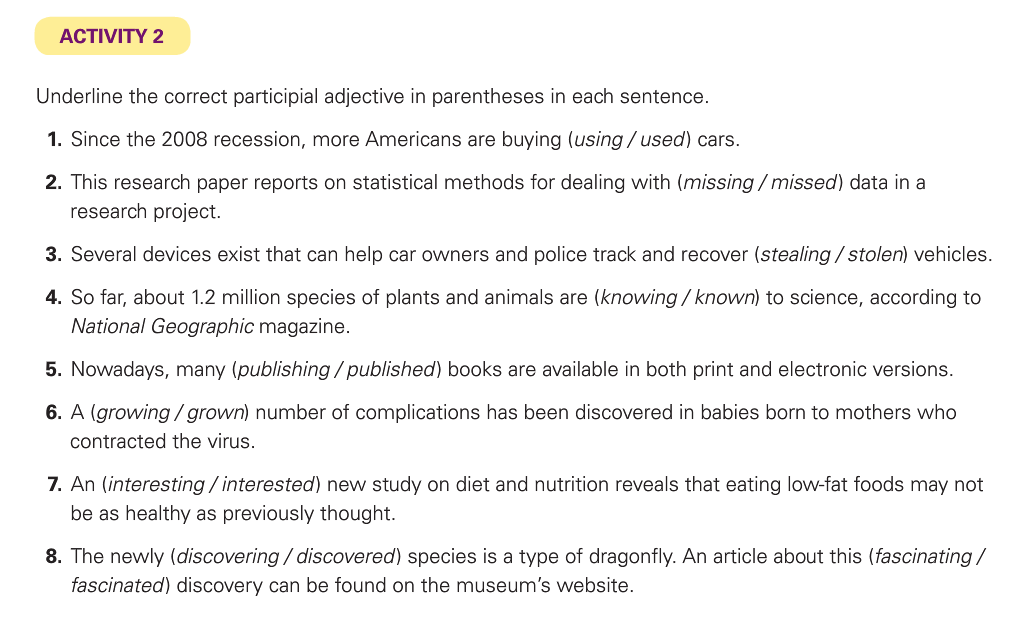 ACTIVITY 2
Underline the correct participial adjective in parentheses in each sentence.
1. Since the 2008 recession, more Americans are buying (using / used) cars.
2. This research paper reports on statistical methods for dealing with (missing / missed) data in a
research project.
3. Several devices exist that can help car owners and police track and recover (stealing / stolen) vehicles.
4. So far, about 1.2 million species of plants and animals are (knowing / known) to science, according to
National Geographic magazine.
5. Nowadays, many (publishing / published) books are available in both print and electronic versions.
6. A (growing / grown) number of complications has been discovered in babies born to mothers who
contracted the virus.
7. An (interesting / interested) new study on diet and nutrition reveals that eating low-fat foods may not
be as healthy as previously thought.
8. The newly (discovering / discovered) species is a type of dragonfly. An article about this (fascinating /
fascinated) discovery can be found on the museum's website.